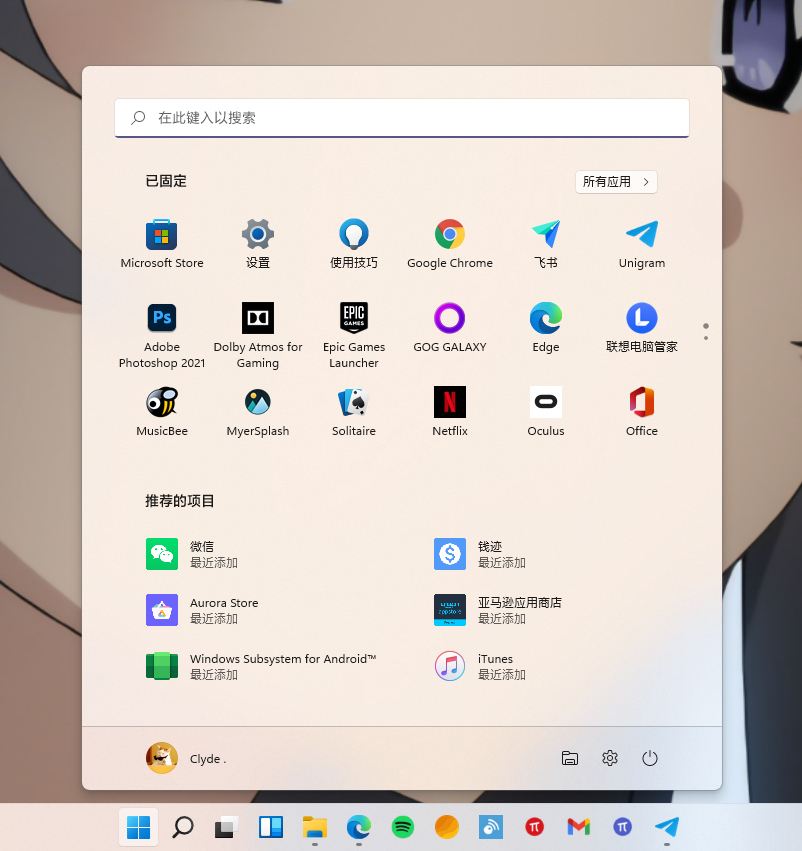 在此键入以搜索
已固定
所有应用
Microsoft Store
设置
使用技巧
Google Chrome
飞书
Unigram
Ps
EPIC
GAMES
Adobe
Photoshop 2021
Dolby Atmos for
Gaming
Epic Games
Launcher
GOG GALAXY
Edge
联想电脑管家
MusicBee
MyerSplash
Solitaire
Netflix
Oculus
Office
推荐的项目
微信
最近添加
钱迹
最近添加
Aurora Store
最近添加
amazon
appstore
亚马逊应用商店
最近添加
Windows Subsystem for Android™
最近添加
iTunes
最近添加
Clyde .